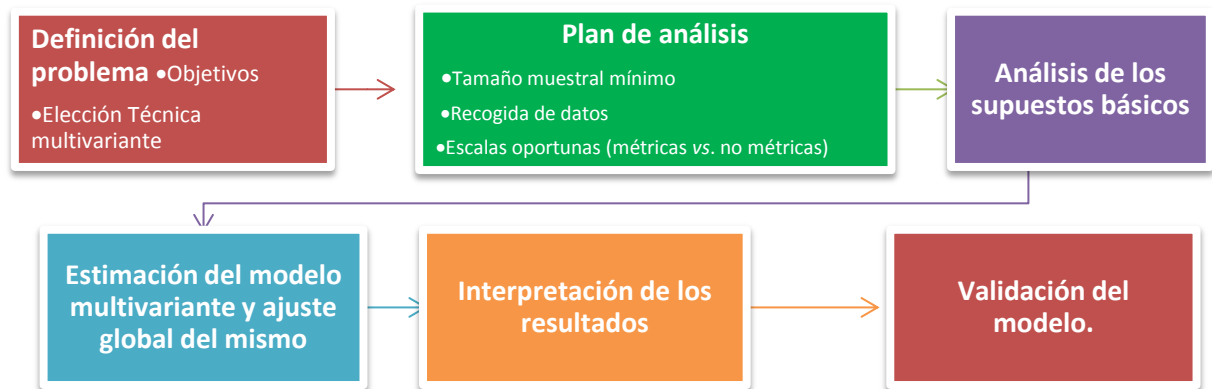 Definición del
problema •Objetivos
•Elección Técnica
multivariante
Plan de análisis
•Tamaño muestral mínimo
•Recogida de datos
•Escalas oportunas (métricas vs. no métricas)
Análisis de los
supuestos básicos
Estimación del modelo
multivariante y ajuste
global del mismo
Interpretación de los
resultados
Validación del
modelo.